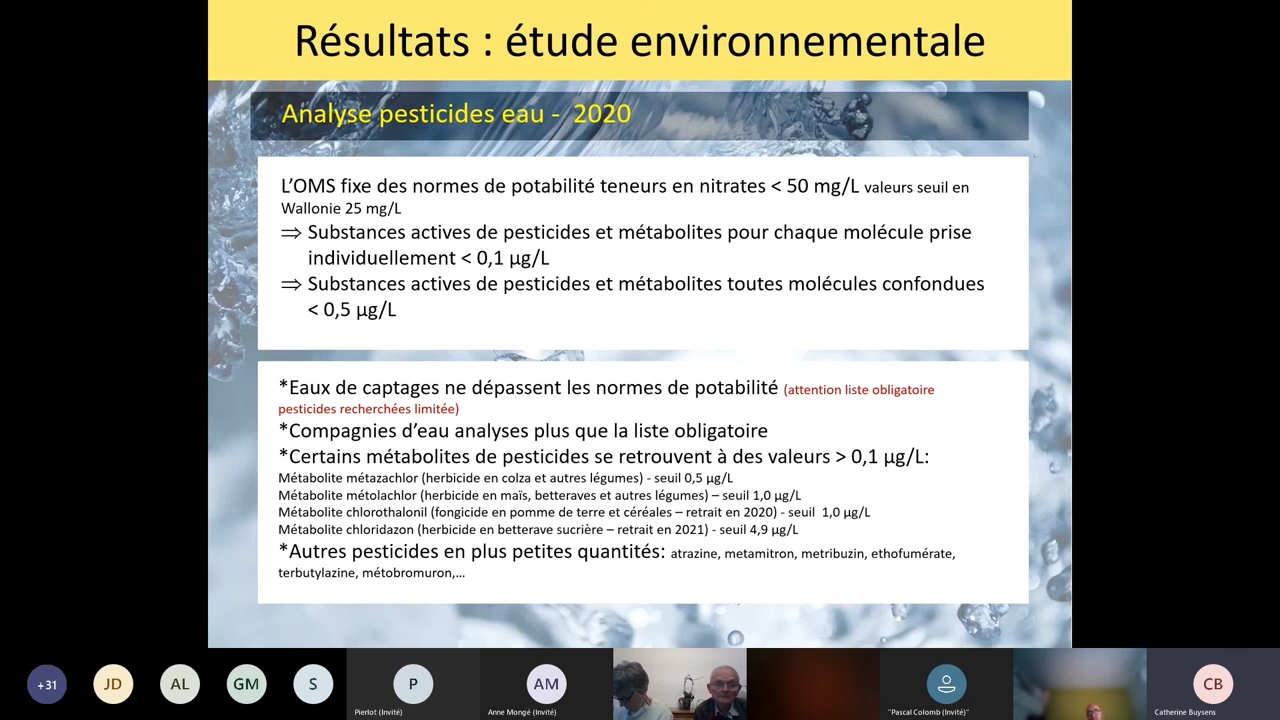 Résultats : étude environnementale
Analyse pesticides eau - 2020
L’OMS fixe des normes de potabilité teneurs en nitrates < 50 mg/L valeurs seuil en
Wallonie 25 mg/L
⇒ Substances actives de pesticides et métabolites pour chaque molécule prise
individuellement < 0,1 µg/L
⇒ Substances actives de pesticides et métabolites toutes molécules confondues
< 0,5 µg/L
*Eaux de captages ne dépassent les normes de potabilité (attention liste obligatoire
pesticides recherchées limitée)
*Compagnies d’eau analyses plus que la liste obligatoire
*Certains métabolites de pesticides se retrouvent à des valeurs > 0,1 µg/L:
Métabolite métazachlor (herbicide en colza et autres légumes) - seuil 0,5 µg/L
Métabolite métolachlor (herbicide en maïs, betteraves et autres légumes) – seuil 1,0 µg/L
Métabolite chlorothalonil (fongicide en pomme de terre et céréales – retrait en 2020) - seuil 1,0 µg/L
Métabolite chloridazon (herbicide en betterave sucrière – retrait en 2021) - seuil 4,9 µg/L
*Autres pesticides en plus petites quantités: atrazine, metamitron, metribuzin, ethofumérate,
terbutylazine, métobromuron,...
+31 JD AL GM S P AM CB
Pierlot (Invité) Anne Mongé (Invité) "Pascal Colomb (Invité)" Catherine Buysens